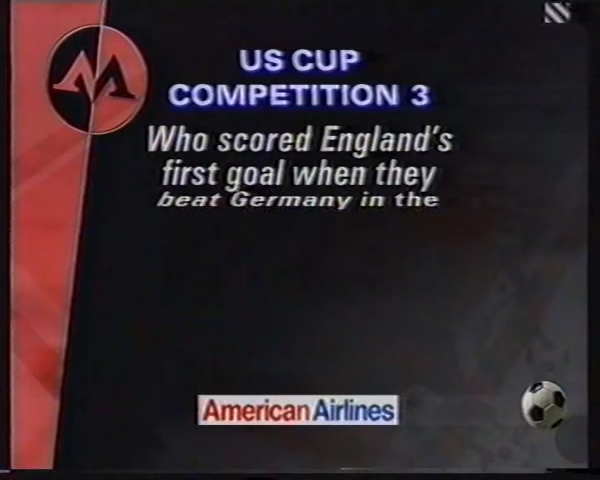 US CUP
COMPETITION 3
Who scored England's
first goal when they
beat Germany in the
American Airlines